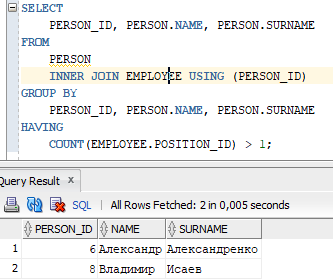 SELECT
PERSON_ID, PERSON.NAME, PERSON.SURNAME
FROM
PERSON
INNER JOIN EMPLOYEE USING (PERSON_ID)
GROUP BY
PERSON_ID, PERSON.NAME, PERSON.SURNAME
HAVING
COUNT(EMPLOYEE.POSITION_ID) > 1;
Query Result x
SQL | All Rows Fetched: 2 in 0,005 seconds
PERSON_ID NAME SURNAME
1 6 Александр Александренко
2 8 Владимир Исаев